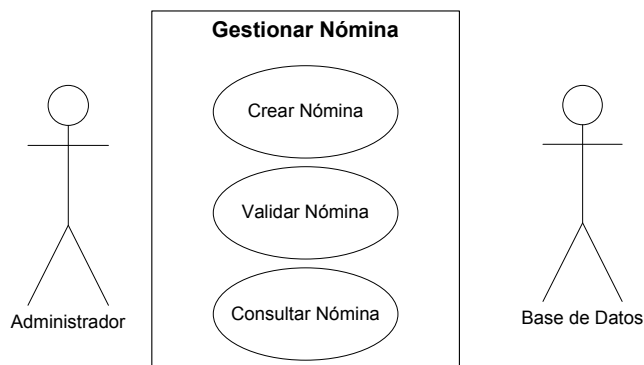 Gestionar Nómina
Crear Nómina
Validar Nómina
Consultar Nómina
Administrador
Base de Datos